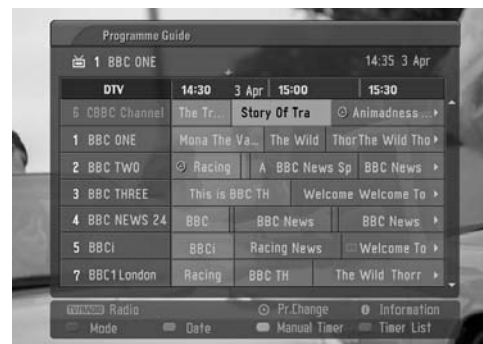 Programme Guide
1 BBC ONE 14:35 3 Apr
DTV 14:30 3 Apr 15:00 15:30
6 CBBC Channel The Tr... Story Of Tra Animadness ...
1 BBC ONE Mona The Va... The Wild Thor The Wild Tho
2 BBC TWO Racing A BBC News Sp BBC News
3 BBC THREE This is BBC TH Welcome Welcome To
4 BBC NEWS 24 BBC BBC News BBC News
5 BBCi BBCi Racing News Welcome To
7 BBC1 London Racing BBC TH The Wild Thorr
TV/RADIO Radio Pr.Change Information
Mode Date Manual Timer Timer List